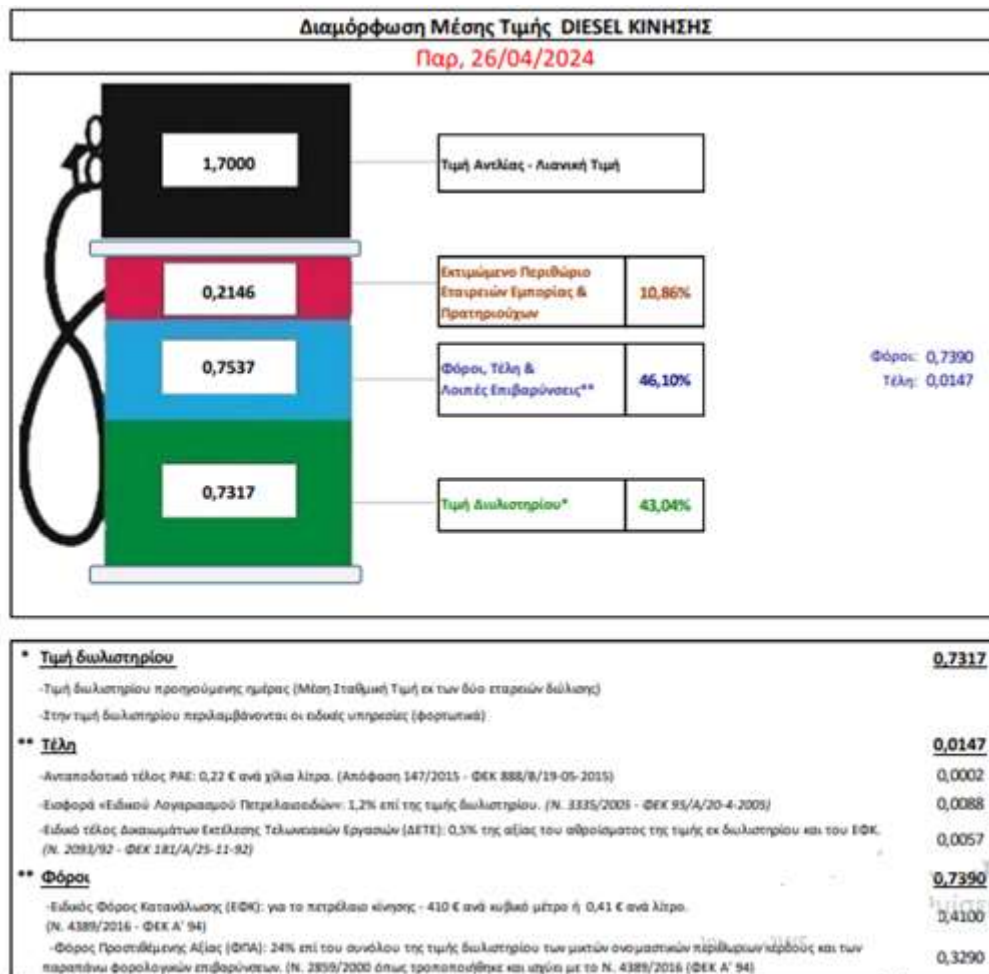 Διαμόρφωση Μέσης Τιμής DIESEL ΚΙΝΗΣΗΣ
Παρ, 26/04/2024
1,7000
Τιμή Αντλίας - Λιανική Τιμή
0,2146
Εκτιμώμενο Περιθώριο
Εταιρειών Εμπορίας &
Πρατηριούχων
10,86%
0,7537
Φόροι, Τέλη &
Λοιπές Επιβαρύνσεις**
46,10%
Φόροι: 0,7390
Τέλη: 0,0147
0,7317
Τιμή Διυλιστηρίου*
43,04%
* Τιμή διυλιστηρίου 0,7317
-Τιμή διυλιστηρίου προηγούμενης ημέρας (Μέση Σταθμική Τιμή εκ των δύο εταρειών διύλισης)
-Στην τιμή διυλιστηρίου περιλαμβάνονται οι ειδικές υπηρεσίες (φορτωτικά)
** Τέλη 0,0147
-Ανταποδοτικό τέλος ΡΑΕ: 0,22 € ανά χίλια λίτρα. (Απόφαση 147/2015 - ΦΕΚ 888/Β/19-05-2015) 0,0002
-Εισφορά «Ειδικού Λογαριασμού Πετρελαιοειδών»: 1,2% επί της τιμής διυλιστηρίου. (Ν. 3335/2005 - ΦΕΚ 95/Α/20-4-2005) 0,0088
-Ειδικό τέλος Δικαιωμάτων Εκτέλεσης Τελωνειακών Εργασιών (ΔΕΤΕ): 0,5% της αξίας του αθροίσματος της τιμής εκ διυλιστηρίου και του ΕΦΚ. 0,0057
(Ν. 2093/92 - ΦΕΚ 181/Α/25-11-92)
** Φόροι 0,7390
-Ειδικός Φόρος Κατανάλωσης (ΕΦΚ): για το πετρέλαιο κίνησης - 410 € ανά κυβικό μέτρο ή 0,41 € ανά λίτρο. 0,4100
(Ν. 4389/2016 - ΦΕΚ Α' 94)
-Φόρος Προστιθέμενης Αξίας (ΦΠΑ): 24% επί του συνόλου της τιμής διυλιστηρίου των μικτών ονομαστικών περιθωρίων κέρδους και των 0,3290
παραπάνω φορολογικών επιβαρύνσεων. (Ν. 2859/2000 όπως τροποποιήθηκε και ισχύει με το Ν. 4389/2016 (ΦΕΚ Α' 94)